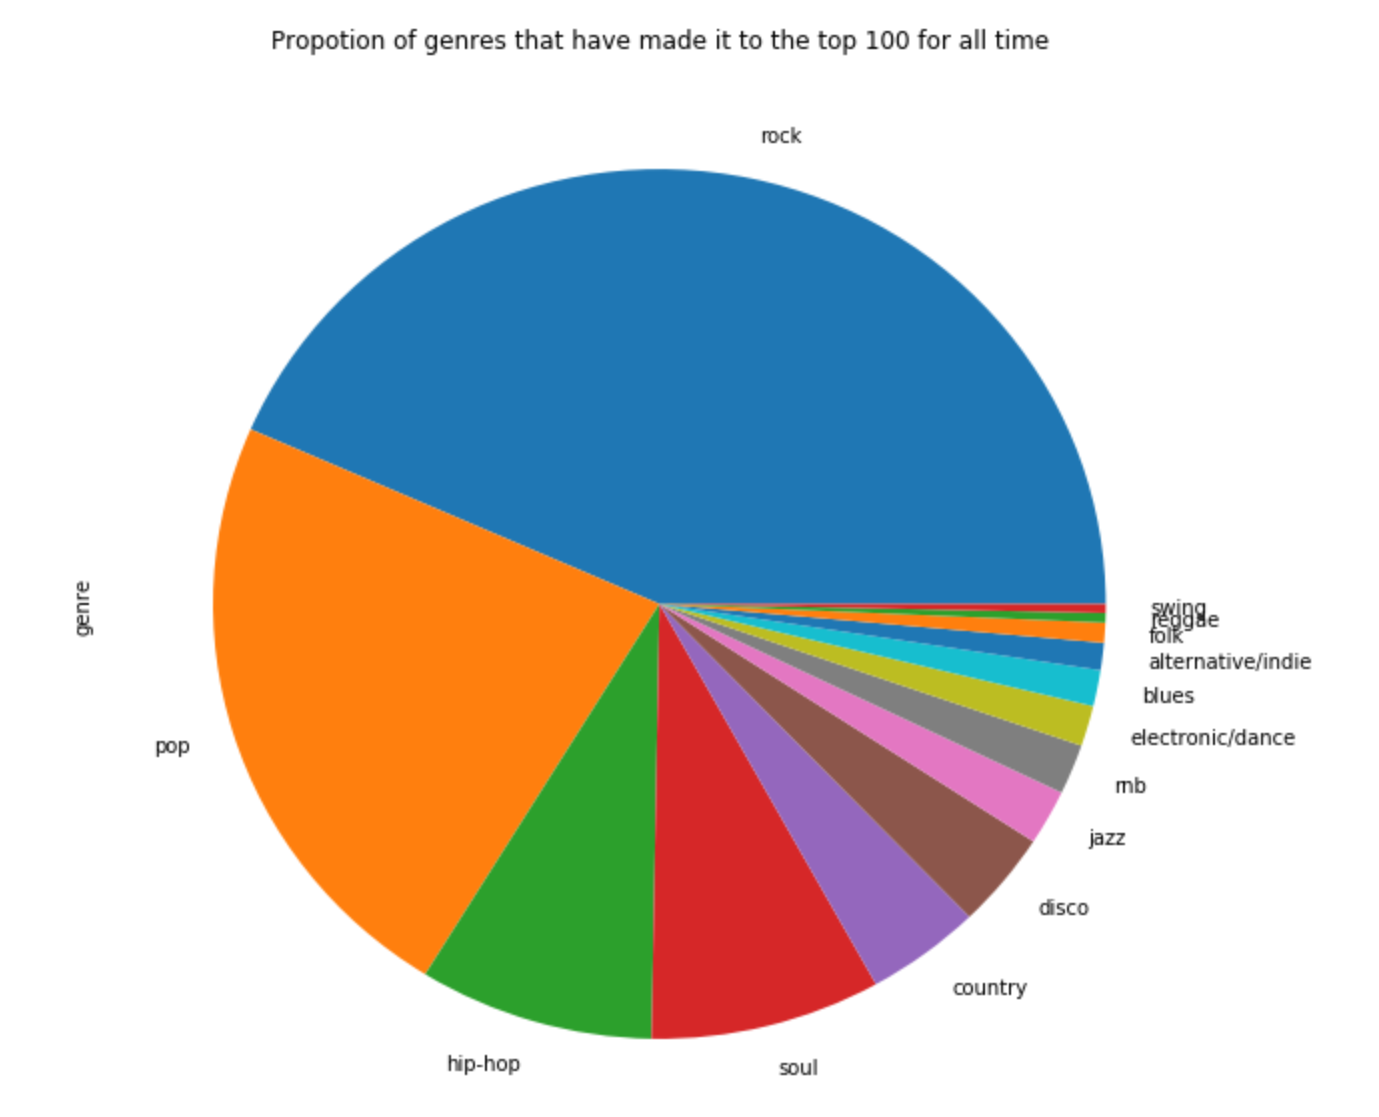 Propotion of genres that have made it to the top 100 for all time
rock
genre
pop
hip-hop
soul
country
disco
jazz
rnb
electronic/dance
blues
alternative/indie
folk
reggae
swing